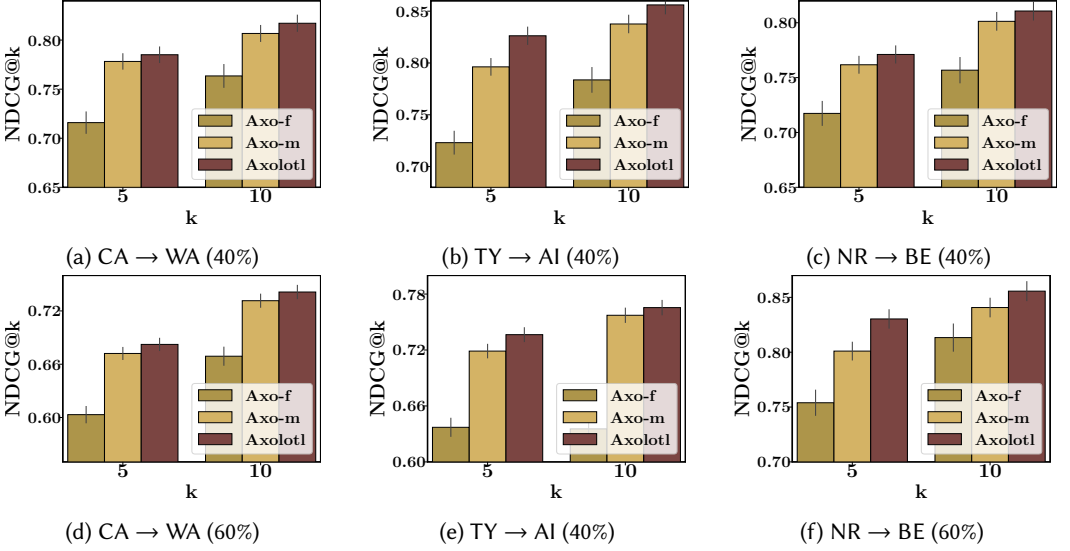 NDCG@k
0.80
0.75
0.70
0.65
Axo-f
Axo-m
Axolotl
5
10
k
(a) CA → WA (40%)
NDCG@k
0.85
0.80
0.75
0.70
Axo-f
Axo-m
Axolotl
5
10
k
(b) TY → AI (40%)
NDCG@k
0.80
0.75
0.70
0.65
Axo-f
Axo-m
Axolotl
5
10
k
(c) NR → BE (40%)
NDCG@k
0.72
0.66
0.60
Axo-f
Axo-m
Axolotl
5
10
k
(d) CA → WA (60%)
NDCG@k
0.78
0.72
0.66
0.60
Axo-f
Axo-m
Axolotl
5
10
k
(e) TY → AI (40%)
NDCG@k
0.85
0.80
0.75
0.70
Axo-f
Axo-m
Axolotl
5
10
k
(f) NR → BE (60%)